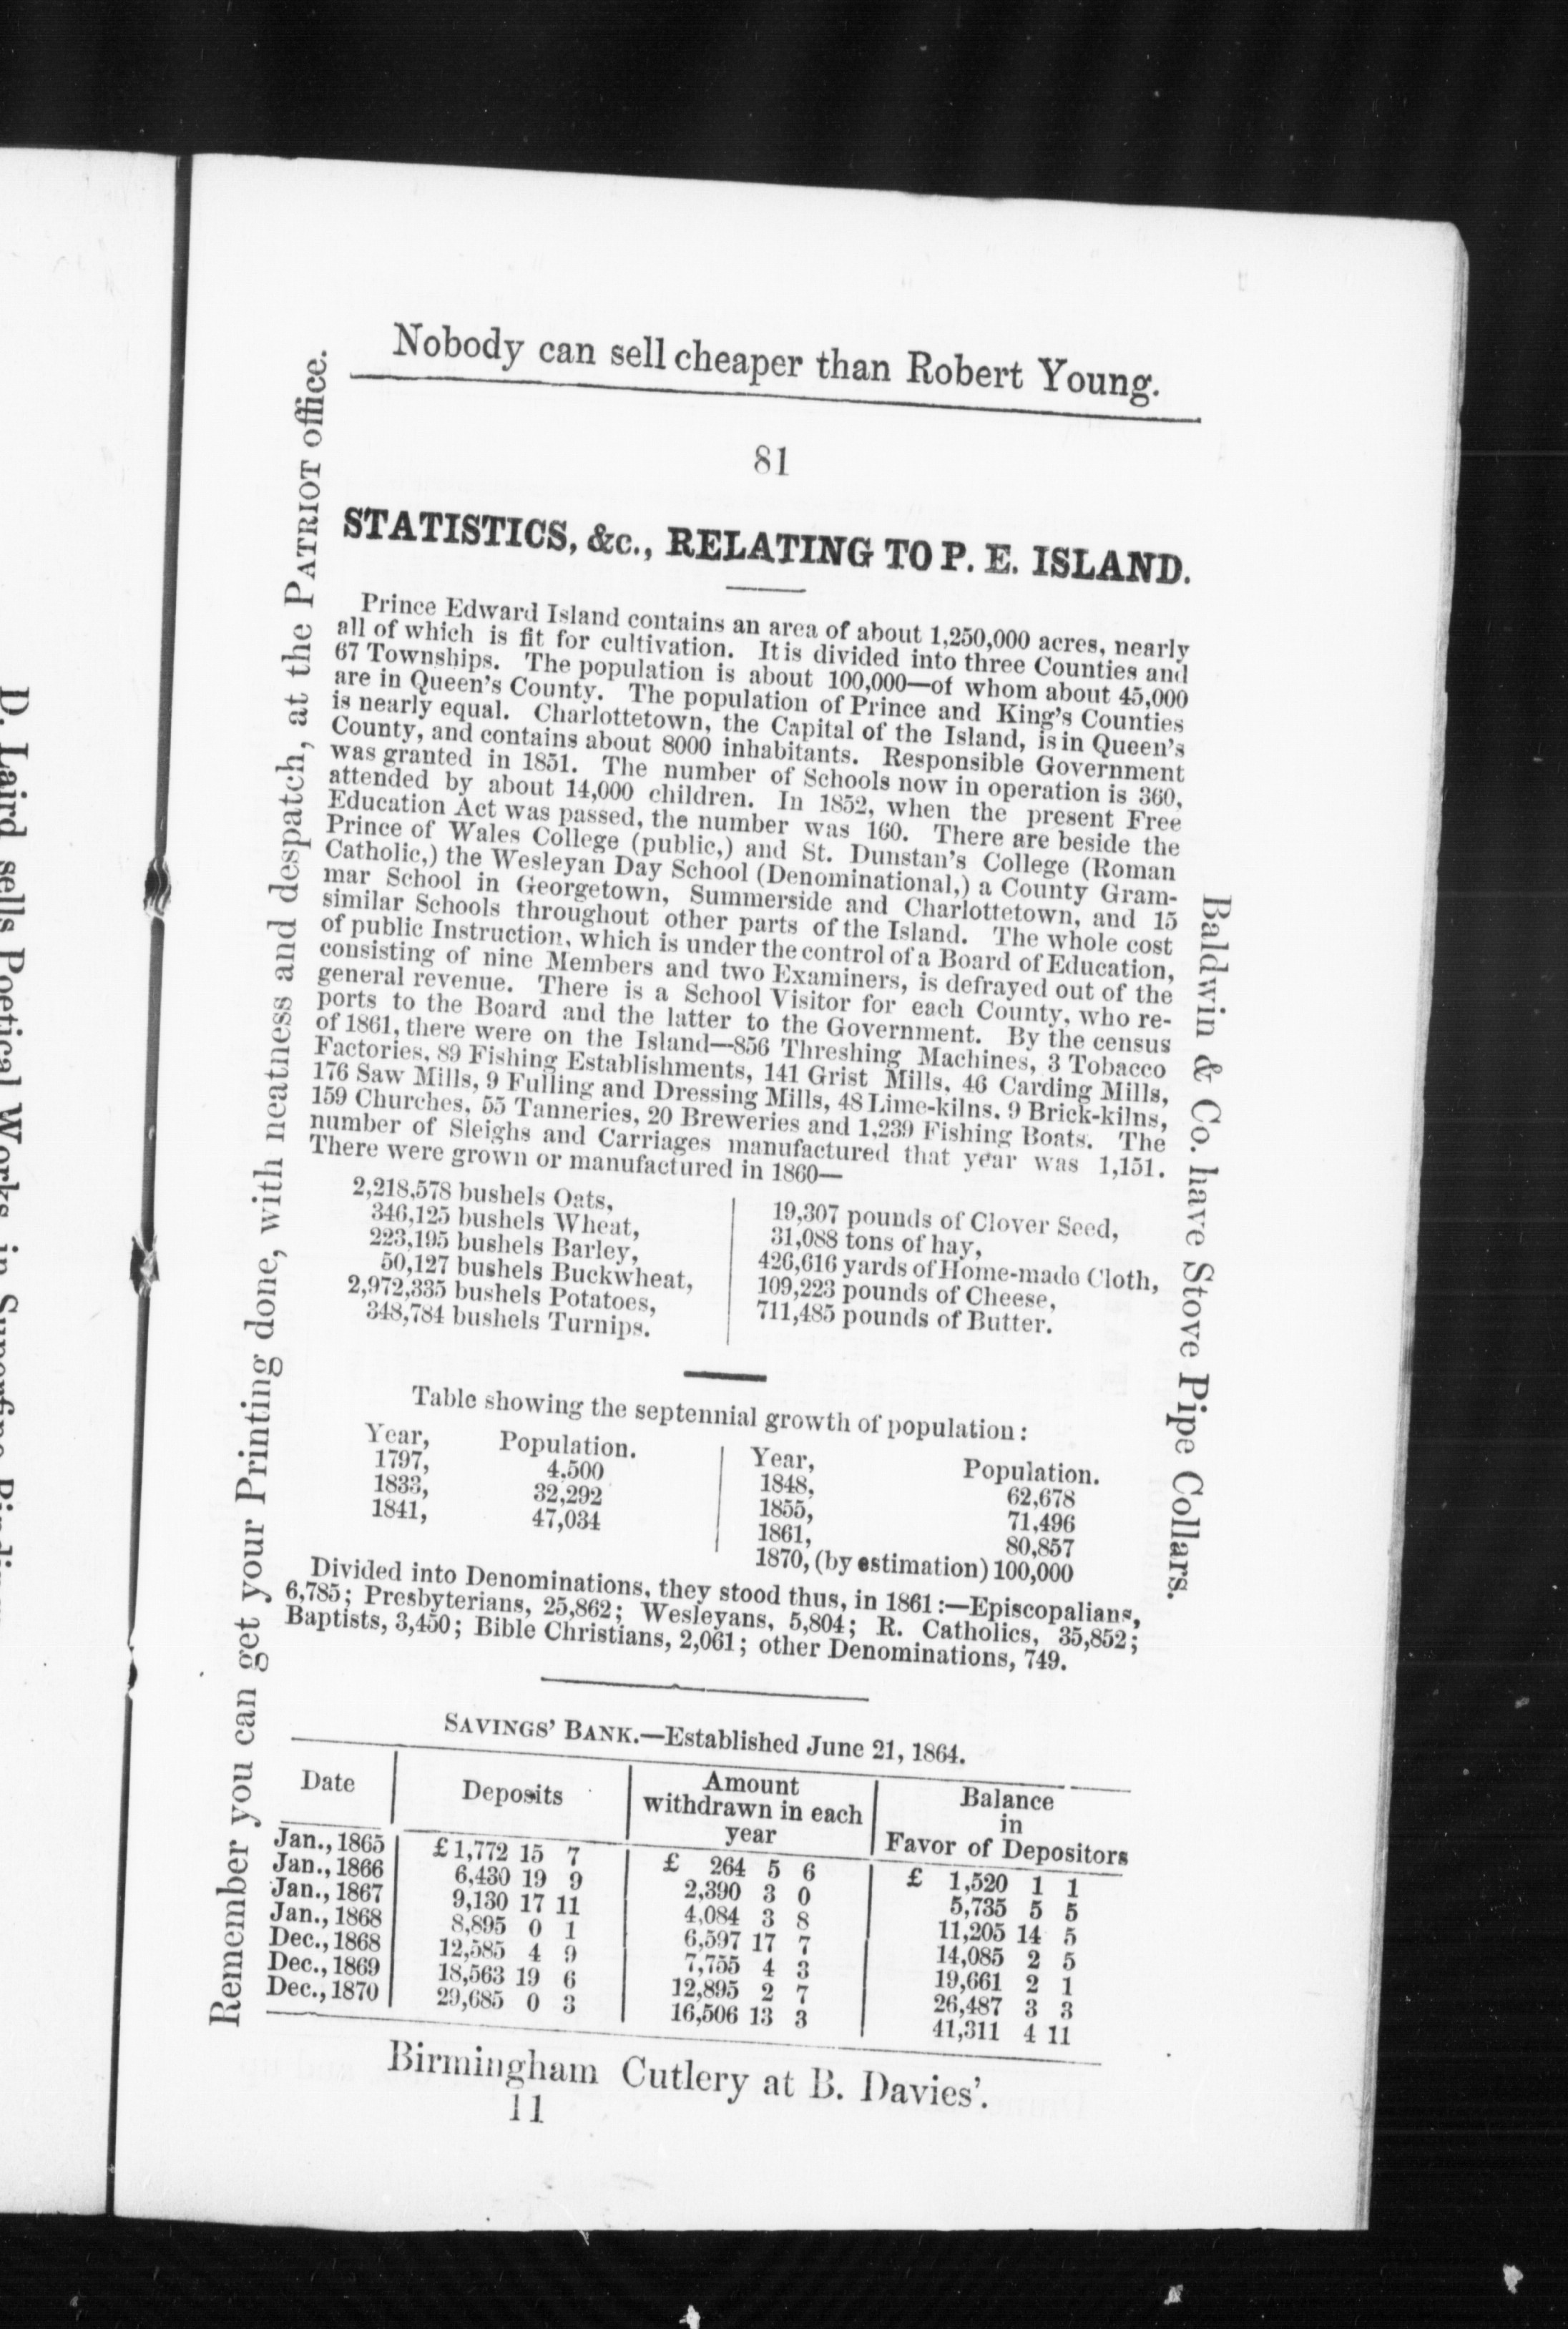 Nobody can sell cheaper than Robert Young.
81
STATISTICS, &c., RELATING TO P. E. ISLAND.
Prince Edward Island contains an area of about 1,250,000 acres, nearly
all of which is fit for cultivation. It is divided into three Counties and
67 Townships. The population is about 100,000—of whom about 45,000
are in Queen's County. The population of Prince and King's Counties
is nearly equal. Charlottetown, the Capital of the Island, is in Queen's
County, and contains about 8000 inhabitants. Responsible Government
was granted in 1851. The number of Schools now in operation is 360,
attended by about 14,000 children. In 1852, when the present Free
Education Act was passed, the number was 160. There are beside the
Prince of Wales College (public,) and St. Dunstan's College (Roman
Catholic,) the Wesleyan Day School (Denominational,) a County Gram-
mar School in Georgetown, Summerside and Charlottetown, and 15
similar Schools throughout other parts of the Island. The whole cost
of public Instruction, which is under the control of a Board of Education,
consisting of nine Members and two Examiners, is defrayed out of the
general revenue. There is a School Visitor for each County, who re-
ports to the Board and the latter to the Government. By the census
of 1861, there were on the Island—856 Threshing Machines, 3 Tobacco
Factories, 89 Fishing Establishments, 141 Grist Mills, 46 Carding Mills,
176 Saw Mills, 9 Fulling and Dressing Mills, 48 Lime-kilns, 9 Brick-kilns,
159 Churches, 55 Tanneries, 20 Breweries and 1,239 Fishing Boats. The
number of Sleighs and Carriages manufactured that year was 1,151.
There were grown or manufactured in 1860—
2,218,578 bushels Oats,
346,125 bushels Wheat,
223,195 bushels Barley,
50,127 bushels Buckwheat,
2,972,335 bushels Potatoes,
348,784 bushels Turnips.
19,307 pounds of Clover Seed,
31,088 tons of hay,
426,616 yards of Home-made Cloth,
109,223 pounds of Cheese,
711,485 pounds of Butter.
Table showing the septennial growth of population:
Year, Population.
1797, 4,500
1833, 32,292
1841, 47,034
Year, Population.
1848, 62,678
1855, 71,496
1861, 80,857
1870, (by estimation) 100,000
Divided into Denominations, they stood thus, in 1861:—Episcopalians,
6,785; Presbyterians, 25,862; Wesleyans, 5,804; R. Catholics, 35,852;
Baptists, 3,450; Bible Christians, 2,061; other Denominations, 749.
SAVINGS' BANK.—Established June 21, 1864.
Date Deposits Amount withdrawn in each year Balance in Favor of Depositors
Jan., 1865 £1,772 15 7 £ 264 5 6 £ 1,520 1 1
Jan., 1866 6,430 19 9 2,390 3 0 5,735 5 5
Jan., 1867 9,130 17 11 4,084 3 8 11,205 14 5
Jan., 1868 8,895 0 1 6,597 17 7 14,085 2 5
Dec., 1868 12,585 4 9 7,755 4 3 19,661 2 1
Dec., 1869 18,563 19 6 12,895 2 7 26,487 3 3
Dec., 1870 29,685 0 3 16,506 13 3 41,311 4 11
Birmingham Cutlery at B. Davies'.
11
Remember you can get your Printing done, with neatness and despatch, at the PATRIOT office.
Baldwin & Co. have Stove Pipe Collars.
D. Laird sells Poetical Works in